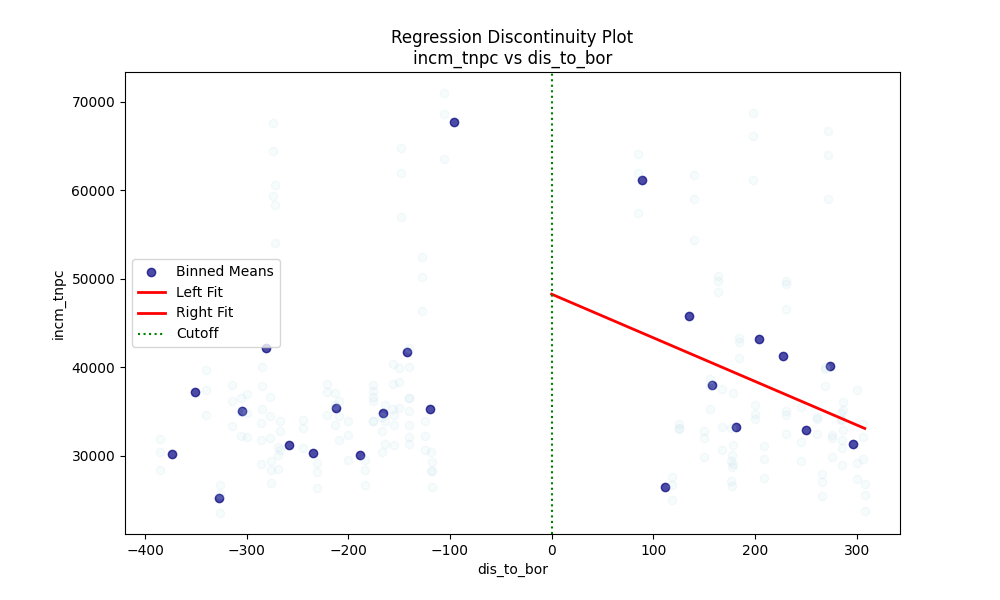 Regression Discontinuity Plot
incm_tnpc vs dis_to_bor
70000
60000
50000
40000
30000
incm_tnpc
Binned Means
Left Fit
Right Fit
Cutoff
−400
−300
−200
−100
0
100
200
300
dis_to_bor